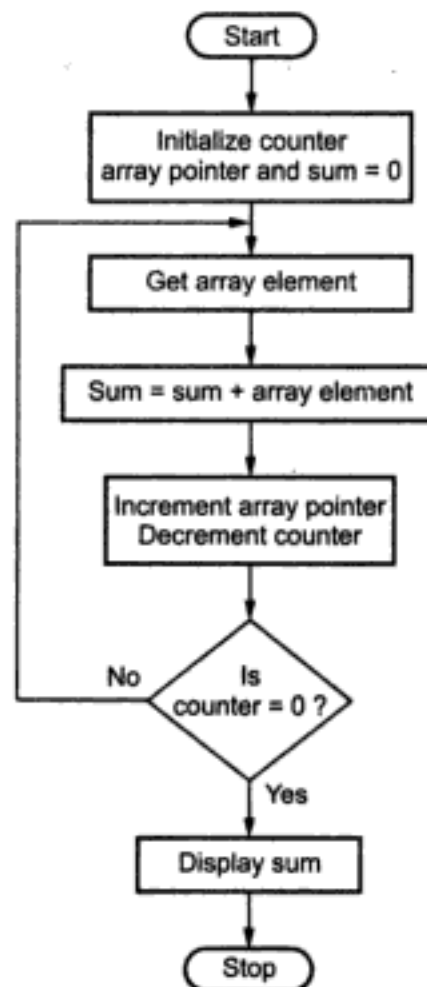 Start
Initialize counter
array pointer and sum = 0
Get array element
Sum = sum + array element
Increment array pointer
Decrement counter
Is
counter = 0 ?
No
Yes
Display sum
Stop